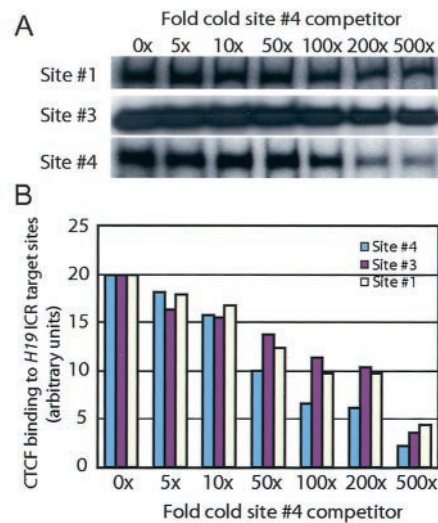 A
Fold cold site #4 competitor
0x 5x 10x 50x 100x 200x 500x
Site #1
Site #3
Site #4
B
CTCF binding to H19 ICR target sites
(arbitrary units)
25
20
15
10
5
0
Site #4
Site #3
Site #1
0x 5x 10x 50x 100x 200x 500x
Fold cold site #4 competitor